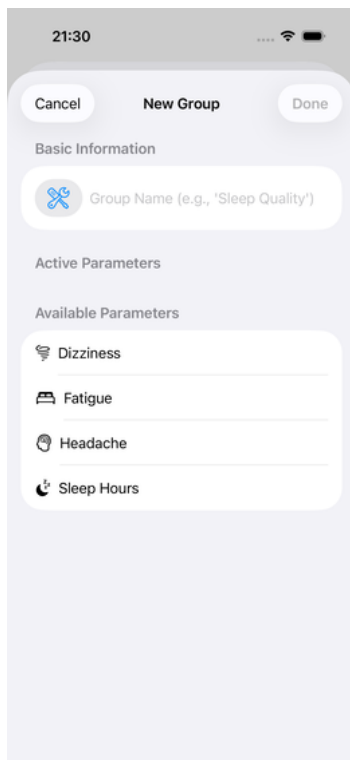 21:30
Cancel New Group Done
Basic Information
Group Name (e.g., 'Sleep Quality')
Active Parameters
Available Parameters
Dizziness
Fatigue
Headache
Sleep Hours